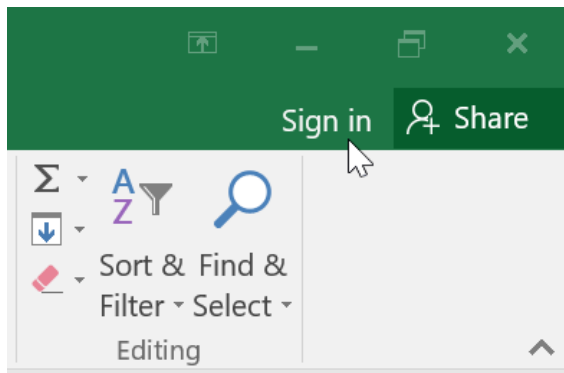 Sign in Share
Σ
A
Z
Sort & Find &
Filter Select
Editing